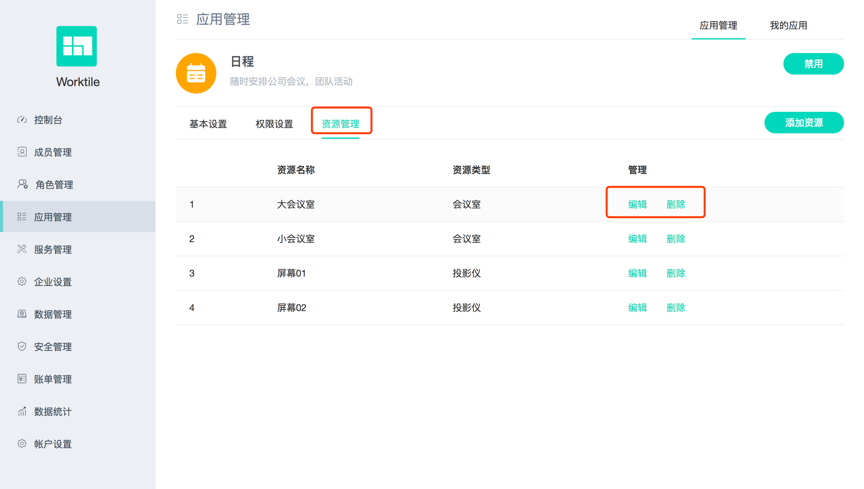 应用管理
应用管理
我的应用
Worktile
日程
随时安排公司会议，团队活动
禁用
控制台
成员管理
角色管理
应用管理
服务管理
企业设置
数据管理
安全管理
账单管理
数据统计
帐户设置
基本设置
权限设置
资源管理
添加资源
资源名称 资源类型 管理
1 大会议室 会议室 编辑 删除
2 小会议室 会议室 编辑 删除
3 屏幕01 投影仪 编辑 删除
4 屏幕02 投影仪 编辑 删除